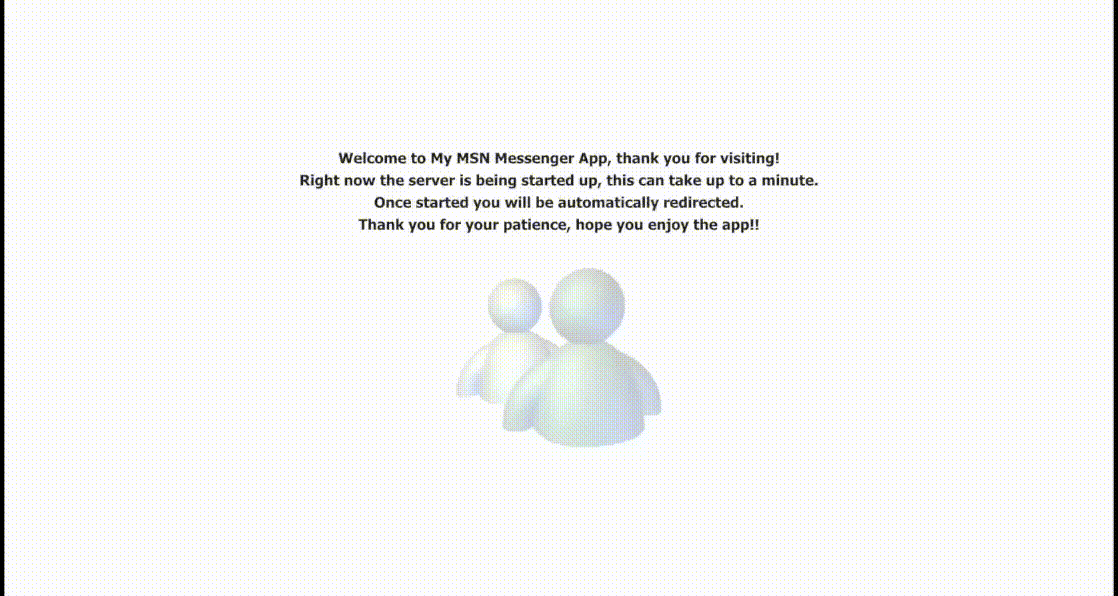 Welcome to My MSN Messenger App, thank you for visiting!
Right now the server is being started up, this can take up to a minute.
Once started you will be automatically redirected.
Thank you for your patience, hope you enjoy the app!!